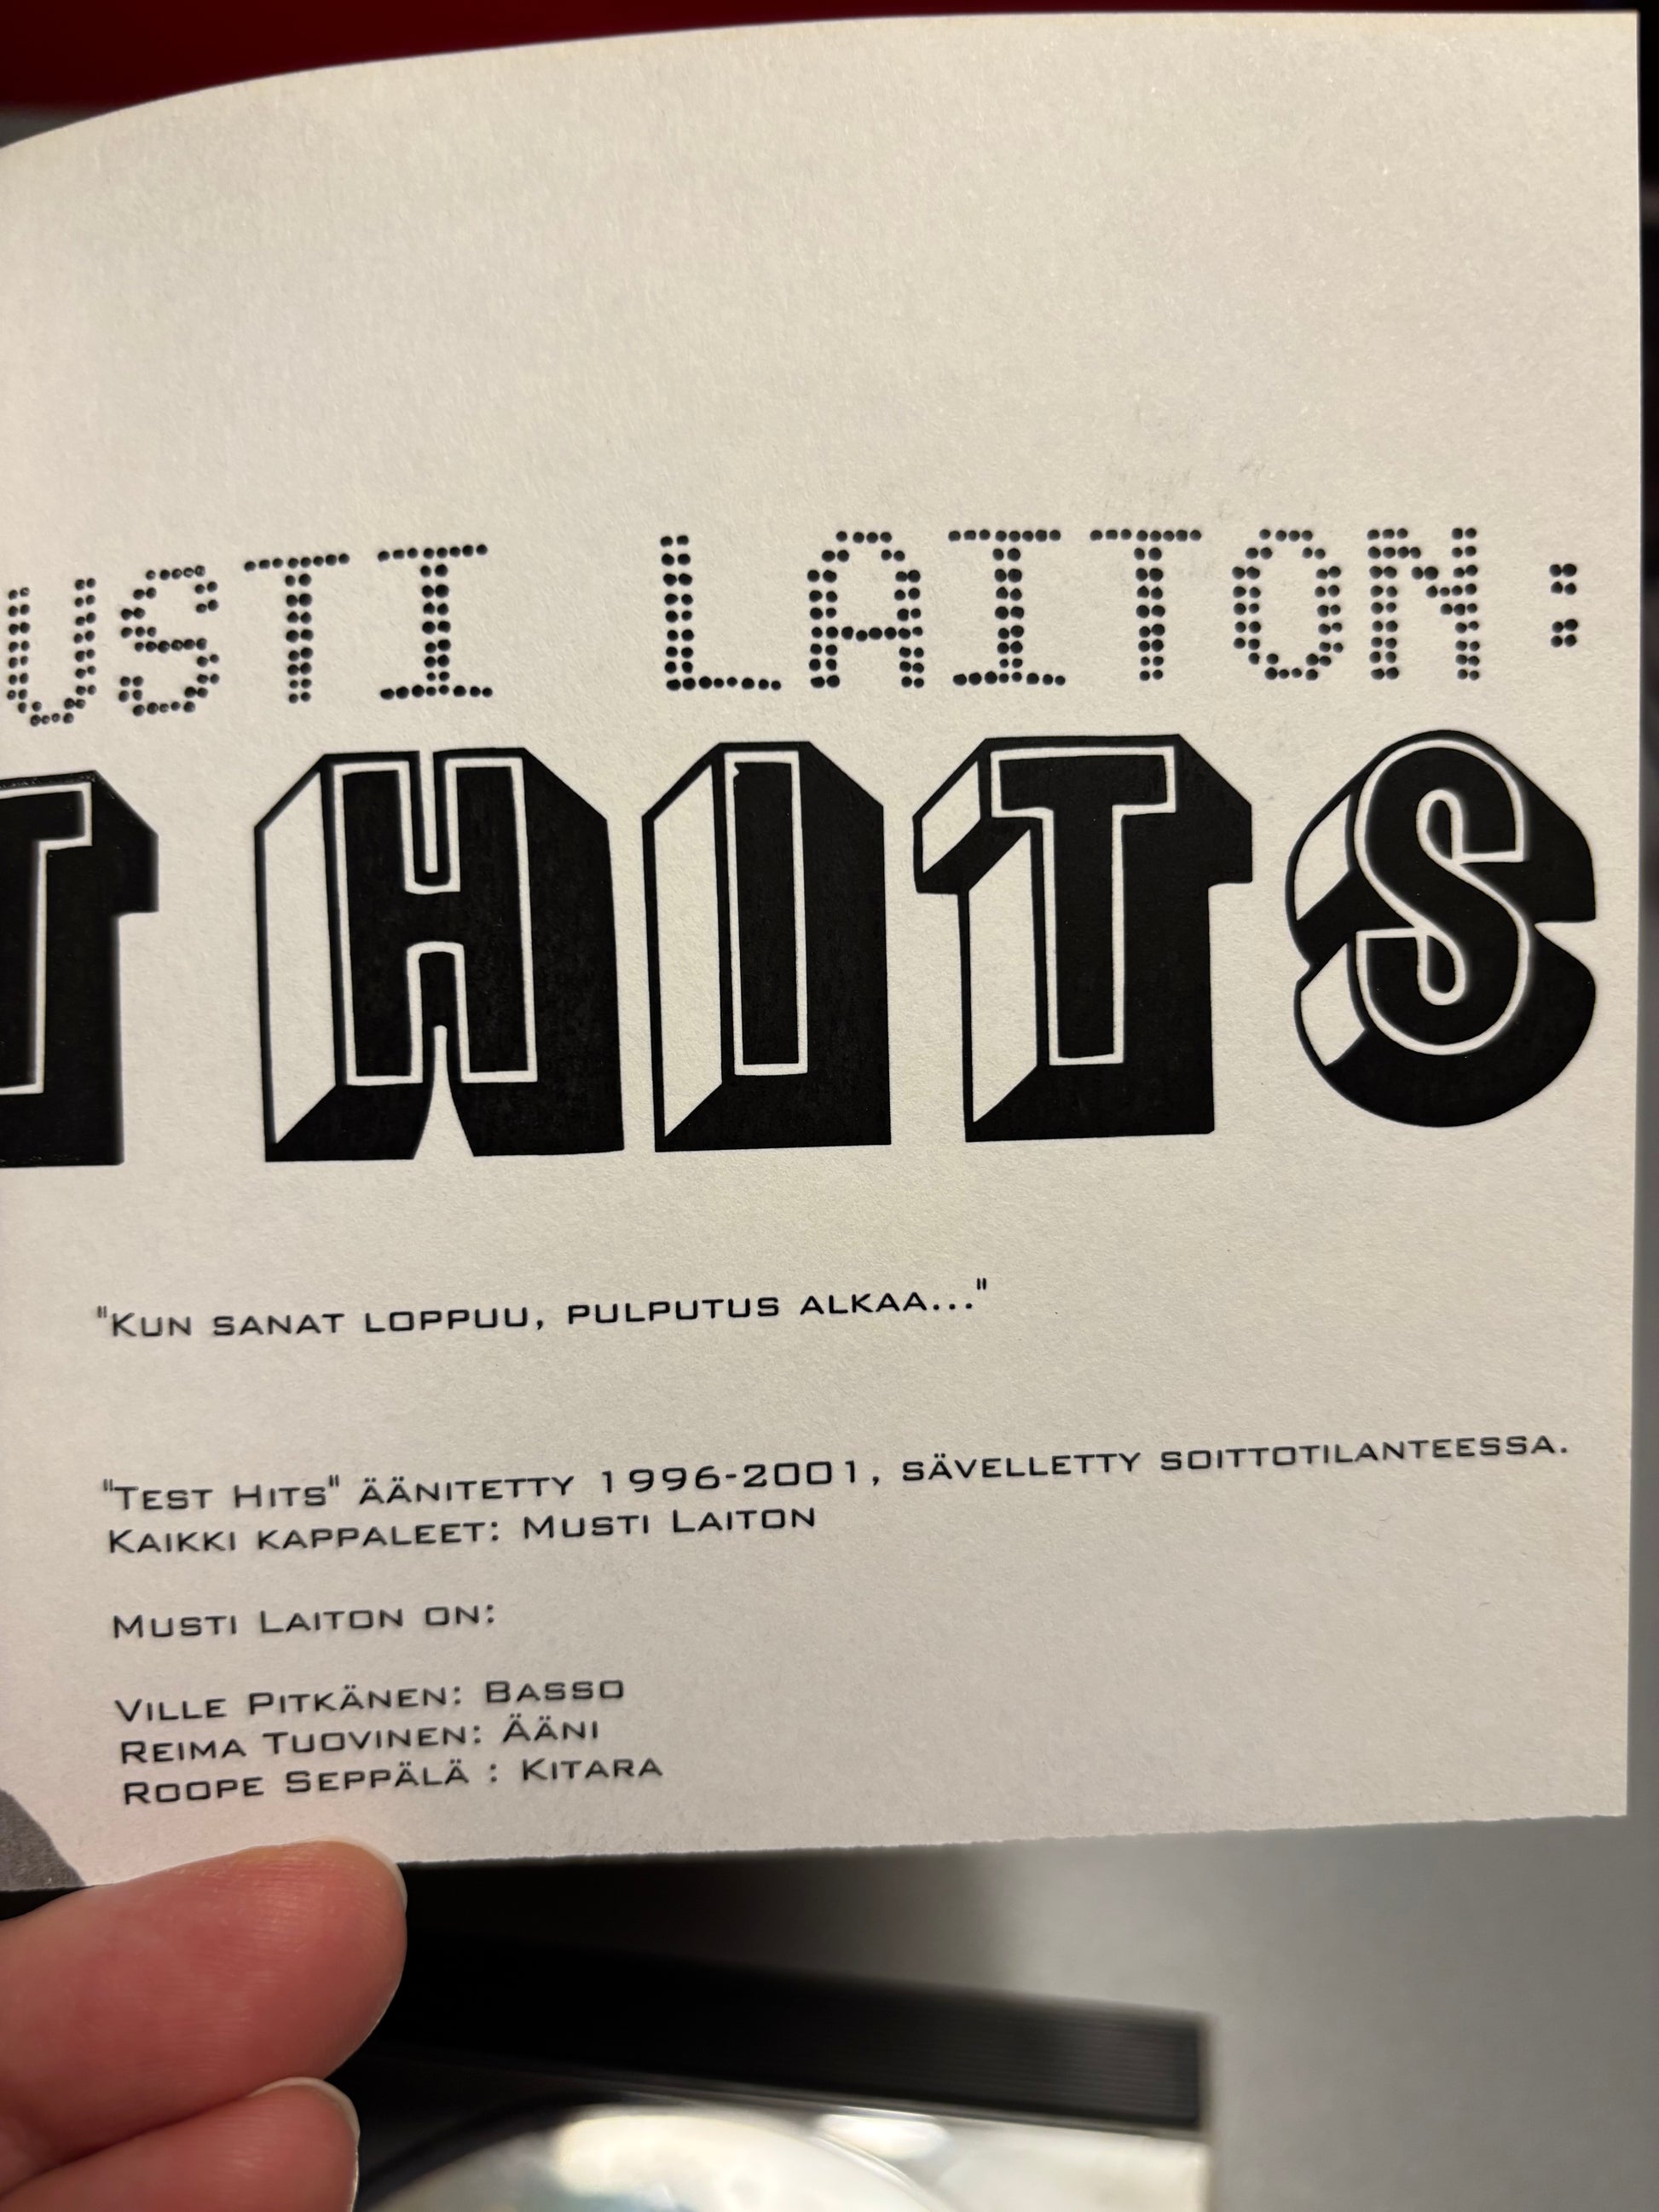 USTI LAITON:
T HITS
"KUN SANAT LOPPUU, PULPUTUS ALKAA..."
"TEST HITS" ÄÄNITETTY 1996-2001, SÄVELLETTY SOITTOTILANTEESSA.
KAIKKI KAPPALEET: MUSTI LAITON
MUSTI LAITON ON:
VILLE PITKÄNEN: BASSO
REIMA TUOVINEN: ÄÄNI
ROOPE SEPPÄLÄ : KITARA